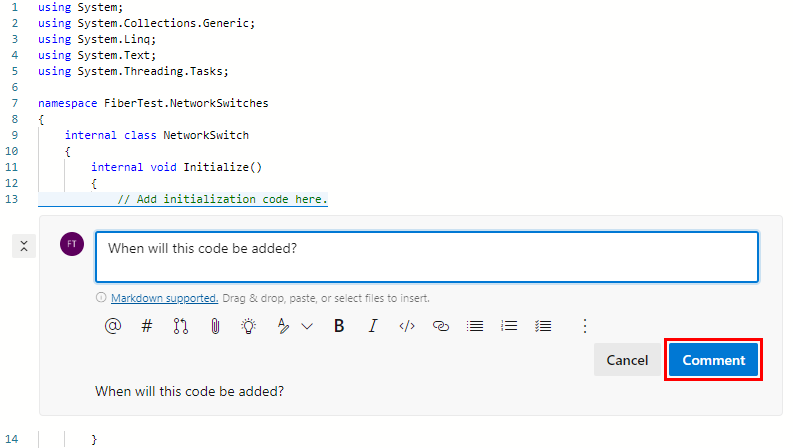 1 using System;
2 using System.Collections.Generic;
3 using System.Linq;
4 using System.Text;
5 using System.Threading.Tasks;
6
7 namespace FiberTest.NetworkSwitches
8 {
9 internal class NetworkSwitch
10 {
11 internal void Initialize()
12 {
13 // Add initialization code here.
FT When will this code be added?
Markdown supported. Drag & drop, paste, or select files to insert.
@ # B I </>
Cancel Comment
When will this code be added?
14 }